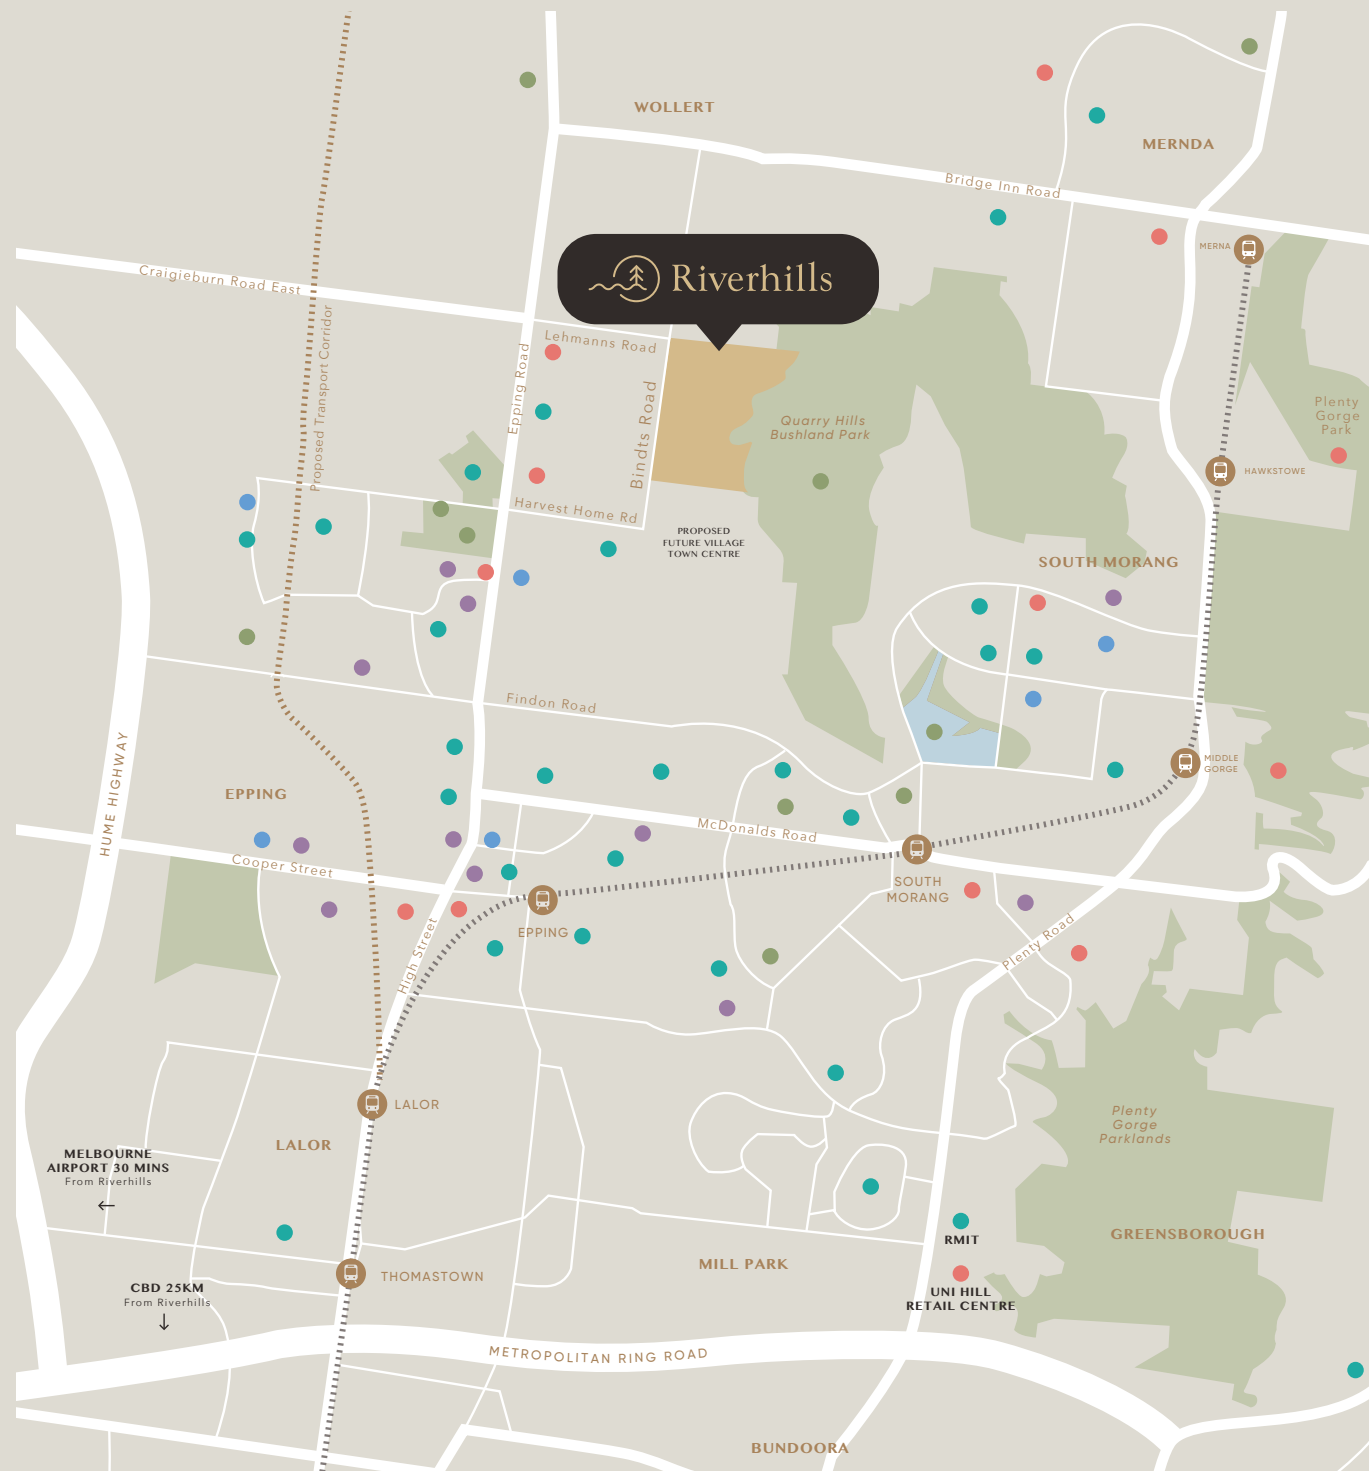 WOLLERT
MERNDA
Bridge Inn Road
MERNA
Craigieburn Road East
Riverhills
Proposed Transport Corridor
Lehmanns Road
Epping Road
Bindts Road
Quarry Hills
Bushland Park
Plenty
Gorge
Park
HAWKSTOWE
Harvest Home Rd
PROPOSED
FUTURE VILLAGE
TOWN CENTRE
SOUTH MORANG
Findon Road
HUME HIGHWAY
MIDDLE
GORGE
EPPING
McDonalds Road
Cooper Street
SOUTH
MORANG
EPPING
High Street
Plenty Road
LALOR
LALOR
Plenty
Gorge
Parklands
MELBOURNE
AIRPORT 30 MINS
From Riverhills
RMIT
GREENSBOROUGH
MILL PARK
THOMASTOWN
CBD 25KM
From Riverhills
UNI HILL
RETAIL CENTRE
METROPOLITAN RING ROAD
BUNDOORA